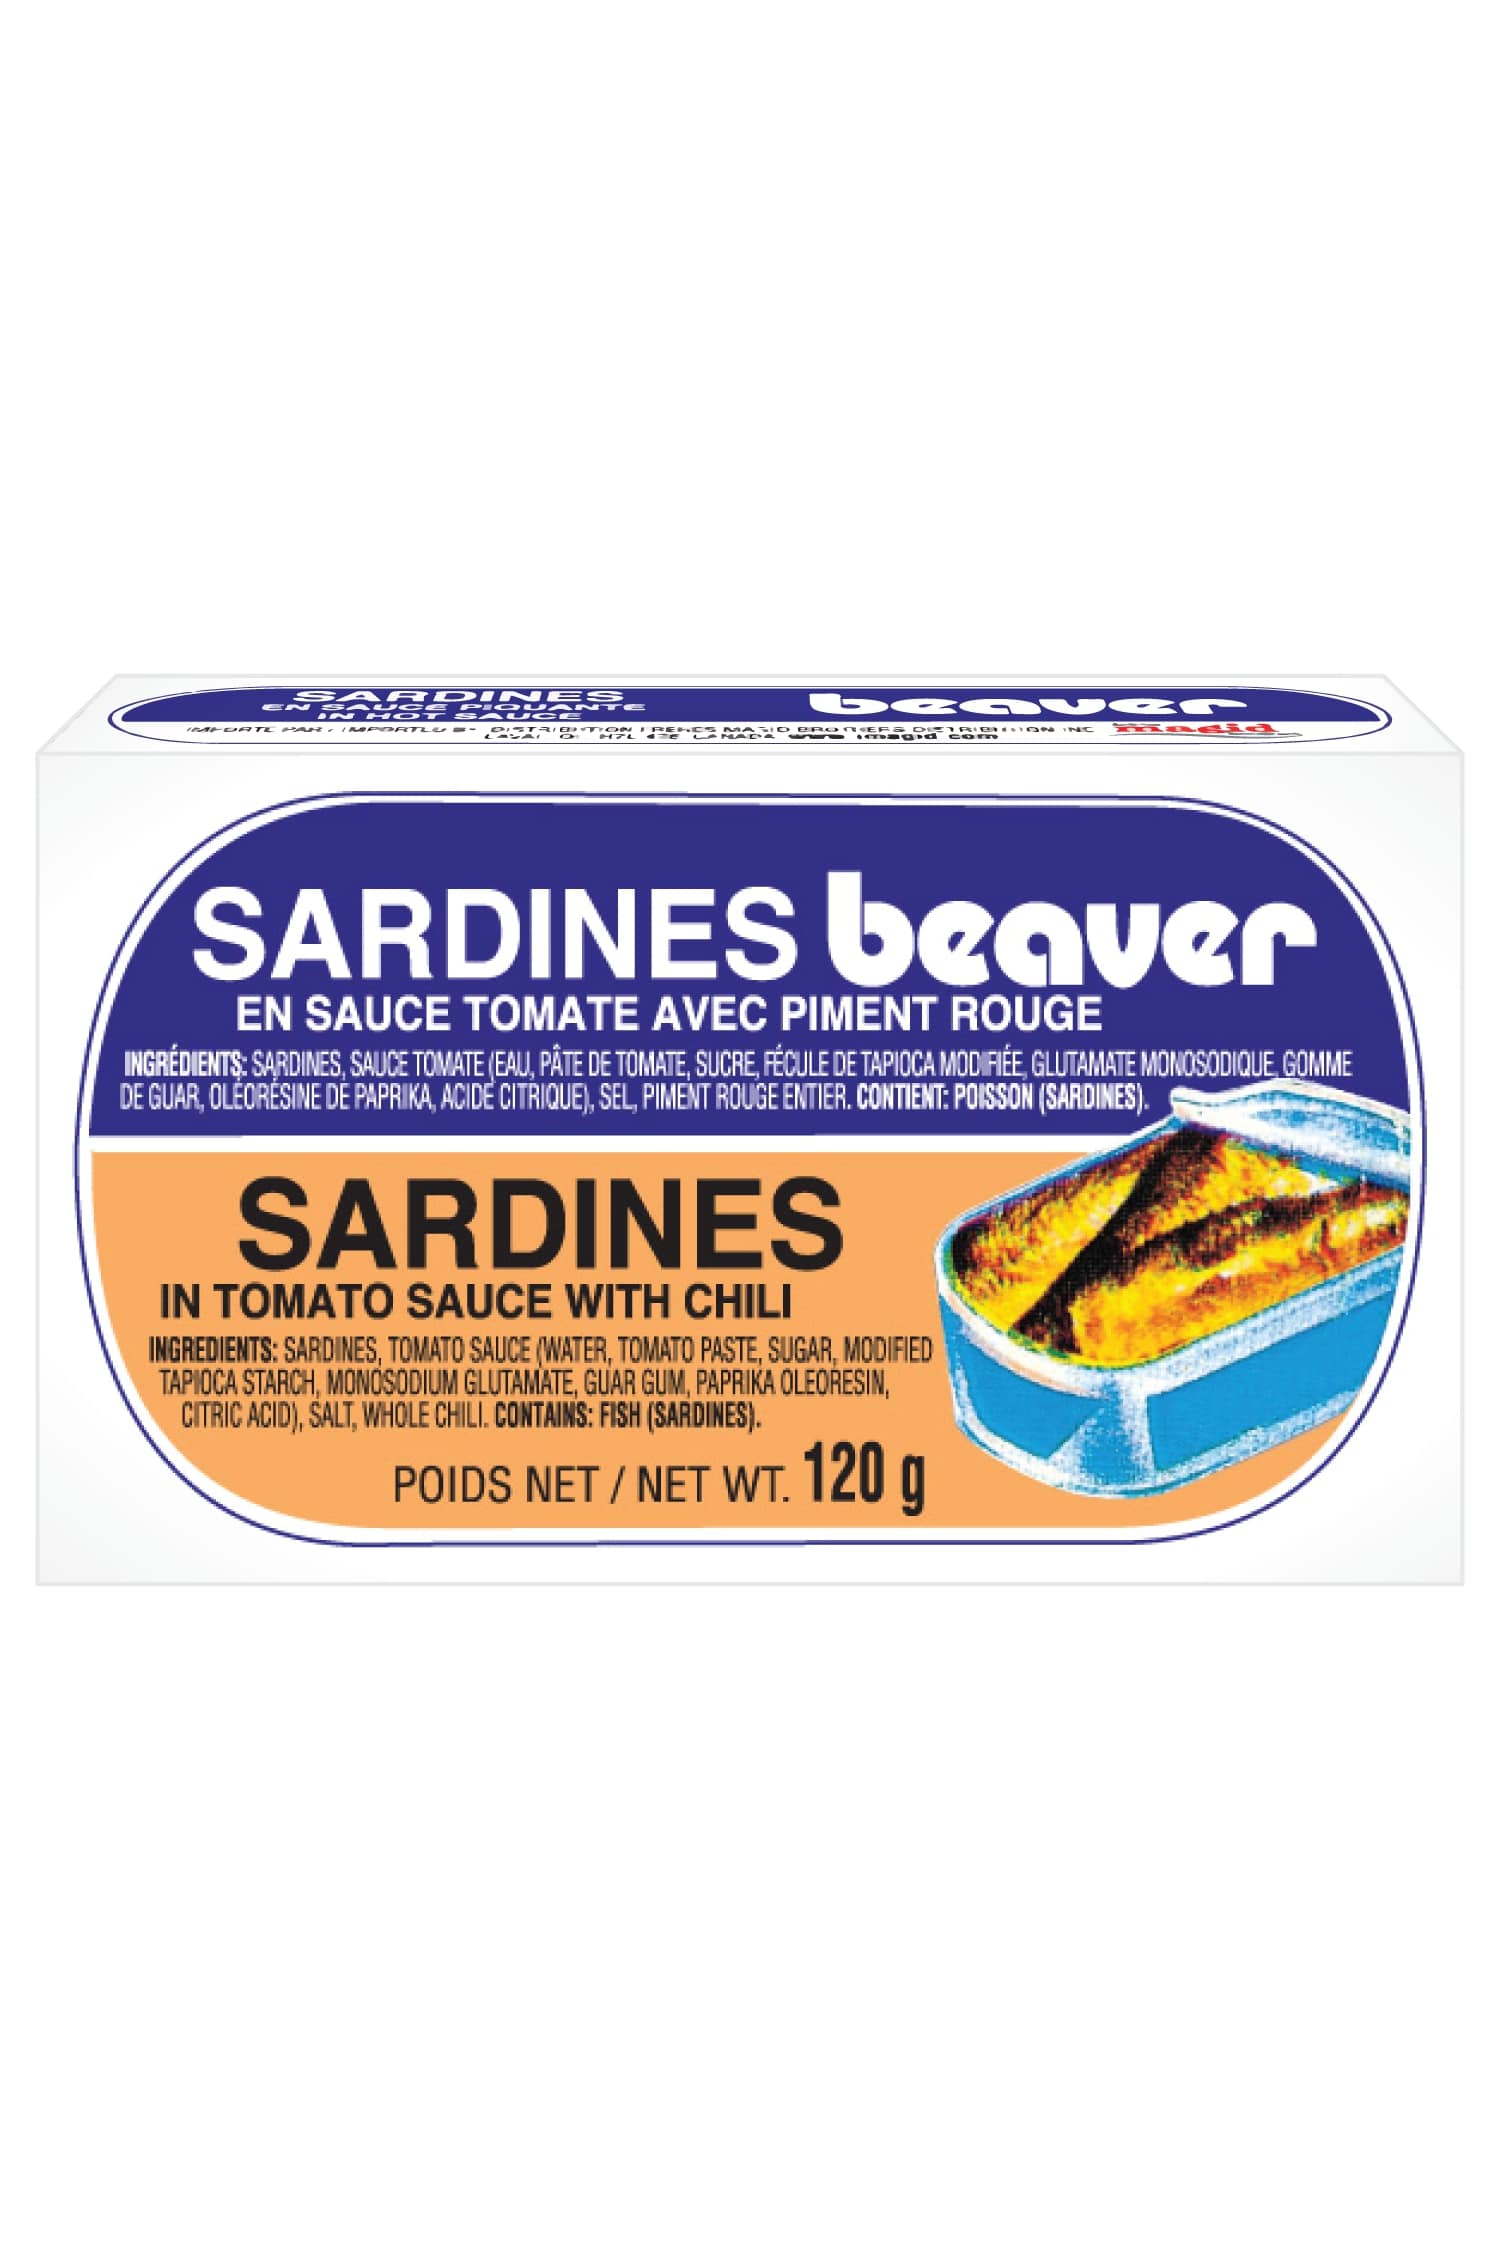 SARDINES
EN SAUCE PIQUANTE
IN HOT SAUCE
beaver
magid
SARDINES beaver
EN SAUCE TOMATE AVEC PIMENT ROUGE
INGRÉDIENTS: SARDINES, SAUCE TOMATE (EAU, PÂTE DE TOMATE, SUCRE, FÉCULE DE TAPIOCA MODIFIÉE, GLUTAMATE MONOSODIQUE, GOMME
DE GUAR, OLÉORÉSINE DE PAPRIKA, ACIDE CITRIQUE), SEL, PIMENT ROUGE ENTIER. CONTIENT: POISSON (SARDINES).
SARDINES
IN TOMATO SAUCE WITH CHILI
INGREDIENTS: SARDINES, TOMATO SAUCE (WATER, TOMATO PASTE, SUGAR, MODIFIED
TAPIOCA STARCH, MONOSODIUM GLUTAMATE, GUAR GUM, PAPRIKA OLEORESIN,
CITRIC ACID), SALT, WHOLE CHILI. CONTAINS: FISH (SARDINES).
POIDS NET / NET WT. 120 g